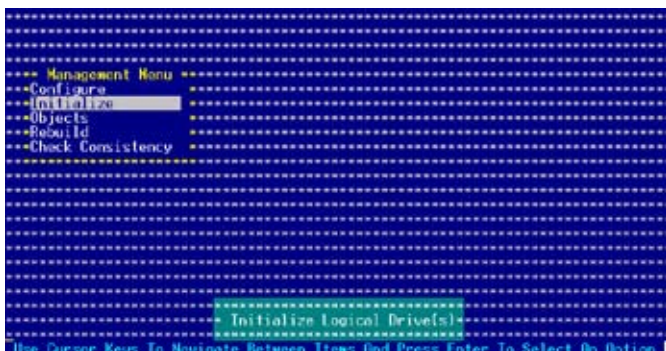 Management Menu
Configure
Initialize
Objects
Rebuild
Check Consistency
Initialize Logical Drive(s)
Use Cursor Keys To Navigate Between Items And Press Enter To Select An Option